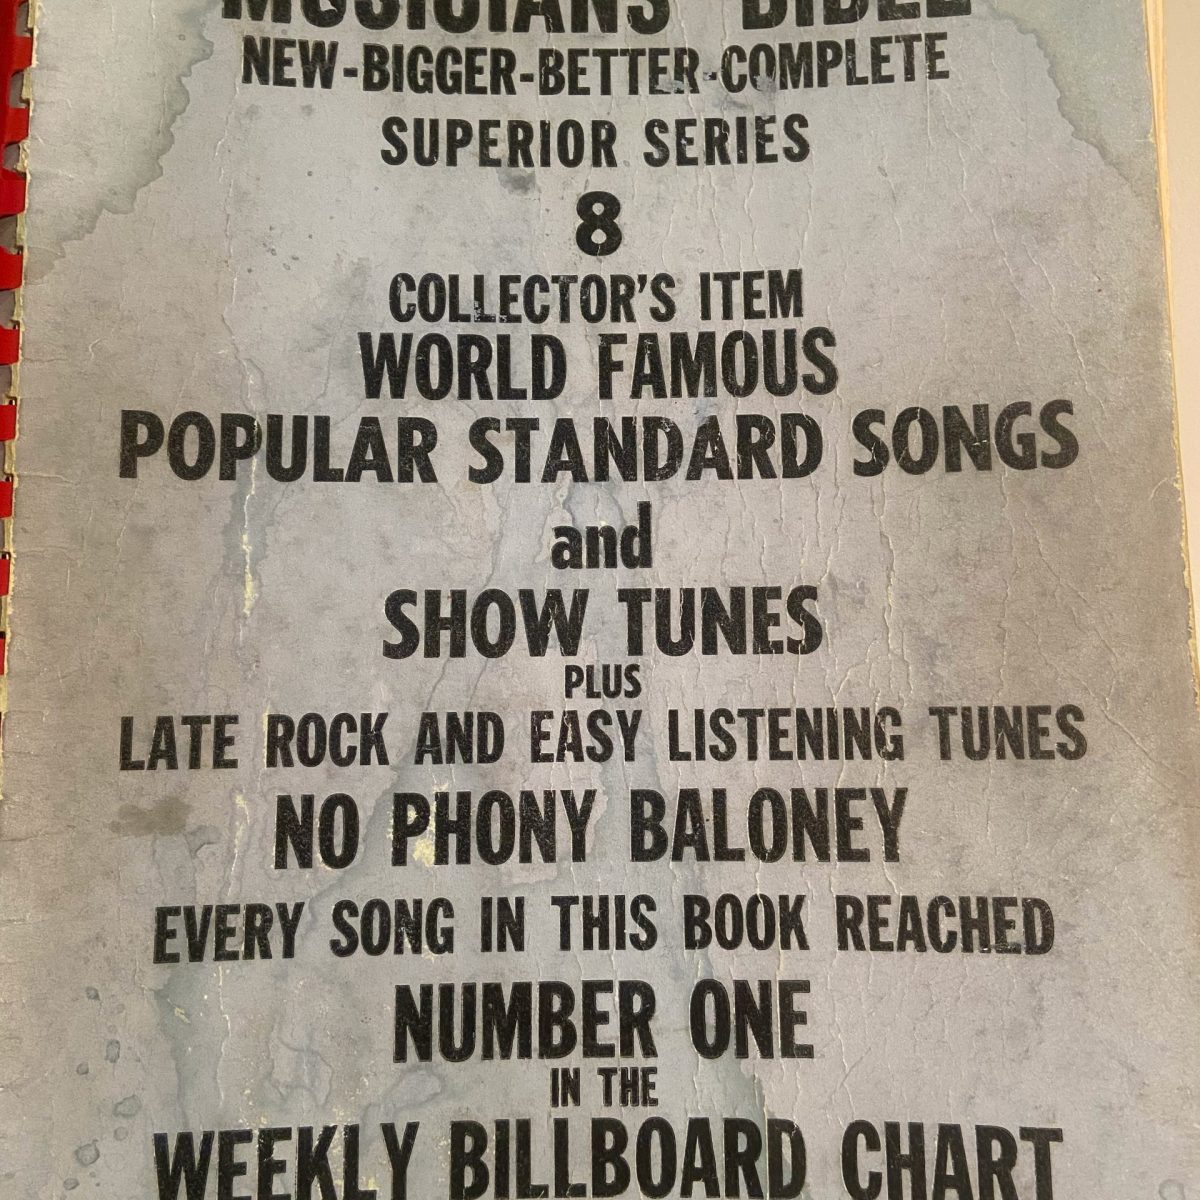 MUSICIANS BIBLE
NEW-BIGGER-BETTER-COMPLETE
SUPERIOR SERIES
8
COLLECTOR'S ITEM
WORLD FAMOUS
POPULAR STANDARD SONGS
and
SHOW TUNES
PLUS
LATE ROCK AND EASY LISTENING TUNES
NO PHONY BALONEY
EVERY SONG IN THIS BOOK REACHED
NUMBER ONE
IN THE
WEEKLY BILLBOARD CHART